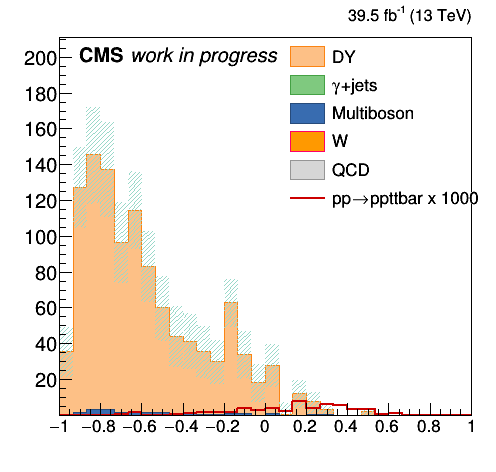 39.5 fb⁻¹ (13 TeV)
CMS work in progress
DY
γ+jets
Multiboson
W
QCD
pp→ppttbar x 1000
200
180
160
140
120
100
80
60
40
20
−1 −0.8 −0.6 −0.4 −0.2 0 0.2 0.4 0.6 0.8 1